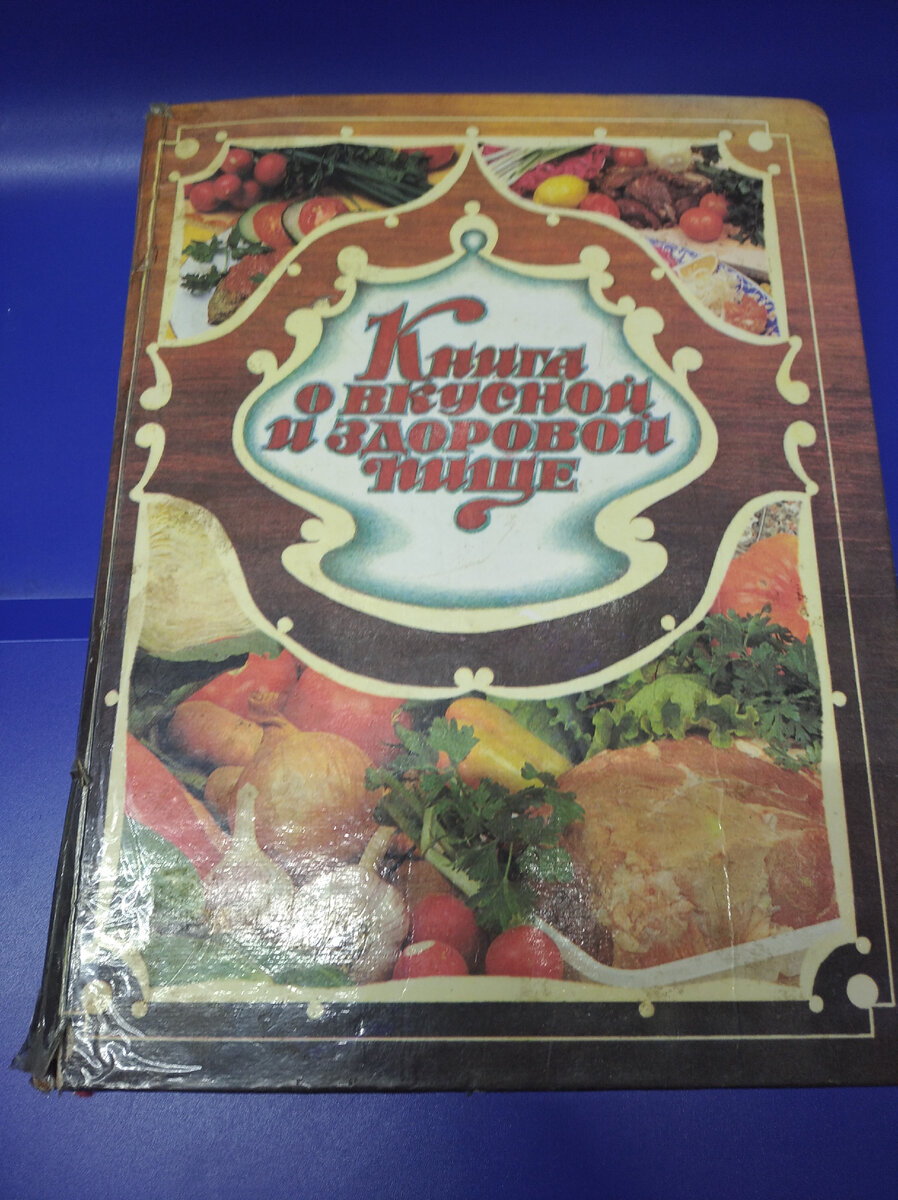 Книга
о вкусной
и здоровой
пище